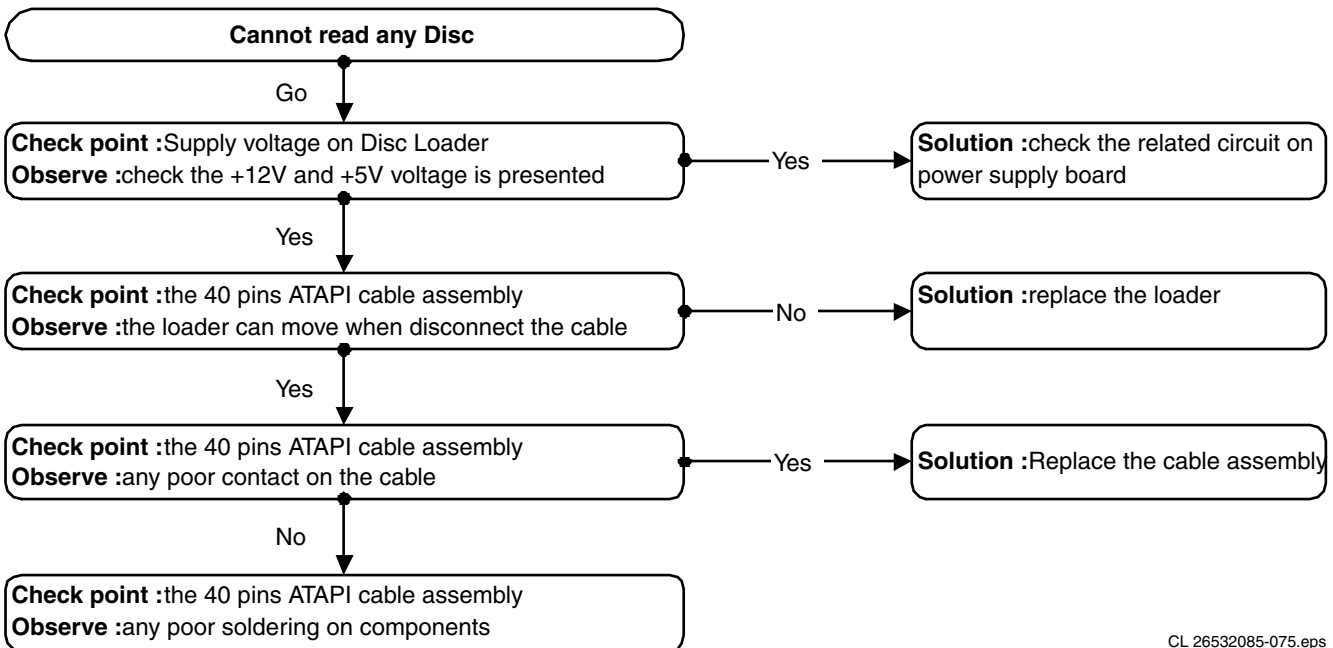 Cannot read any Disc
Go
Check point :Supply voltage on Disc Loader
Observe :check the +12V and +5V voltage is presented
Yes
Solution :check the related circuit on
power supply board
Yes
Check point :the 40 pins ATAPI cable assembly
Observe :the loader can move when disconnect the cable
No
Solution :replace the loader
Yes
Check point :the 40 pins ATAPI cable assembly
Observe :any poor contact on the cable
Yes
Solution :Replace the cable assembly
No
Check point :the 40 pins ATAPI cable assembly
Observe :any poor soldering on components
CL 26532085-075.eps